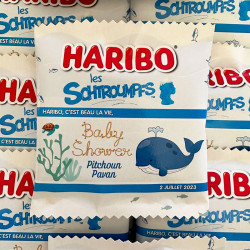 HARIBO
les
SCHTROUMPFS
HARIBO, C'EST BEAU LA VIE.
Baby
Shower
Pitchoun
Pavan
2 JUILLET 2023